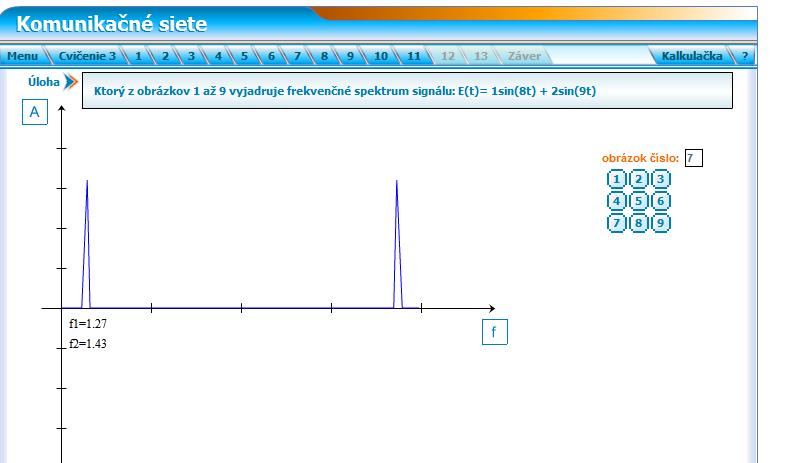 Komunikačné siete
Menu Cvičenie 3 1 2 3 4 5 6 7 8 9 10 11 12 13 Záver Kalkulačka ?
Úloha
Ktorý z obrázkov 1 až 9 vyjadruje frekvenčné spektrum signálu: E(t)= 1sin(8t) + 2sin(9t)
A
obrázok číslo: 7
1 2 3
4 5 6
7 8 9
f1=1.27
f
f2=1.43